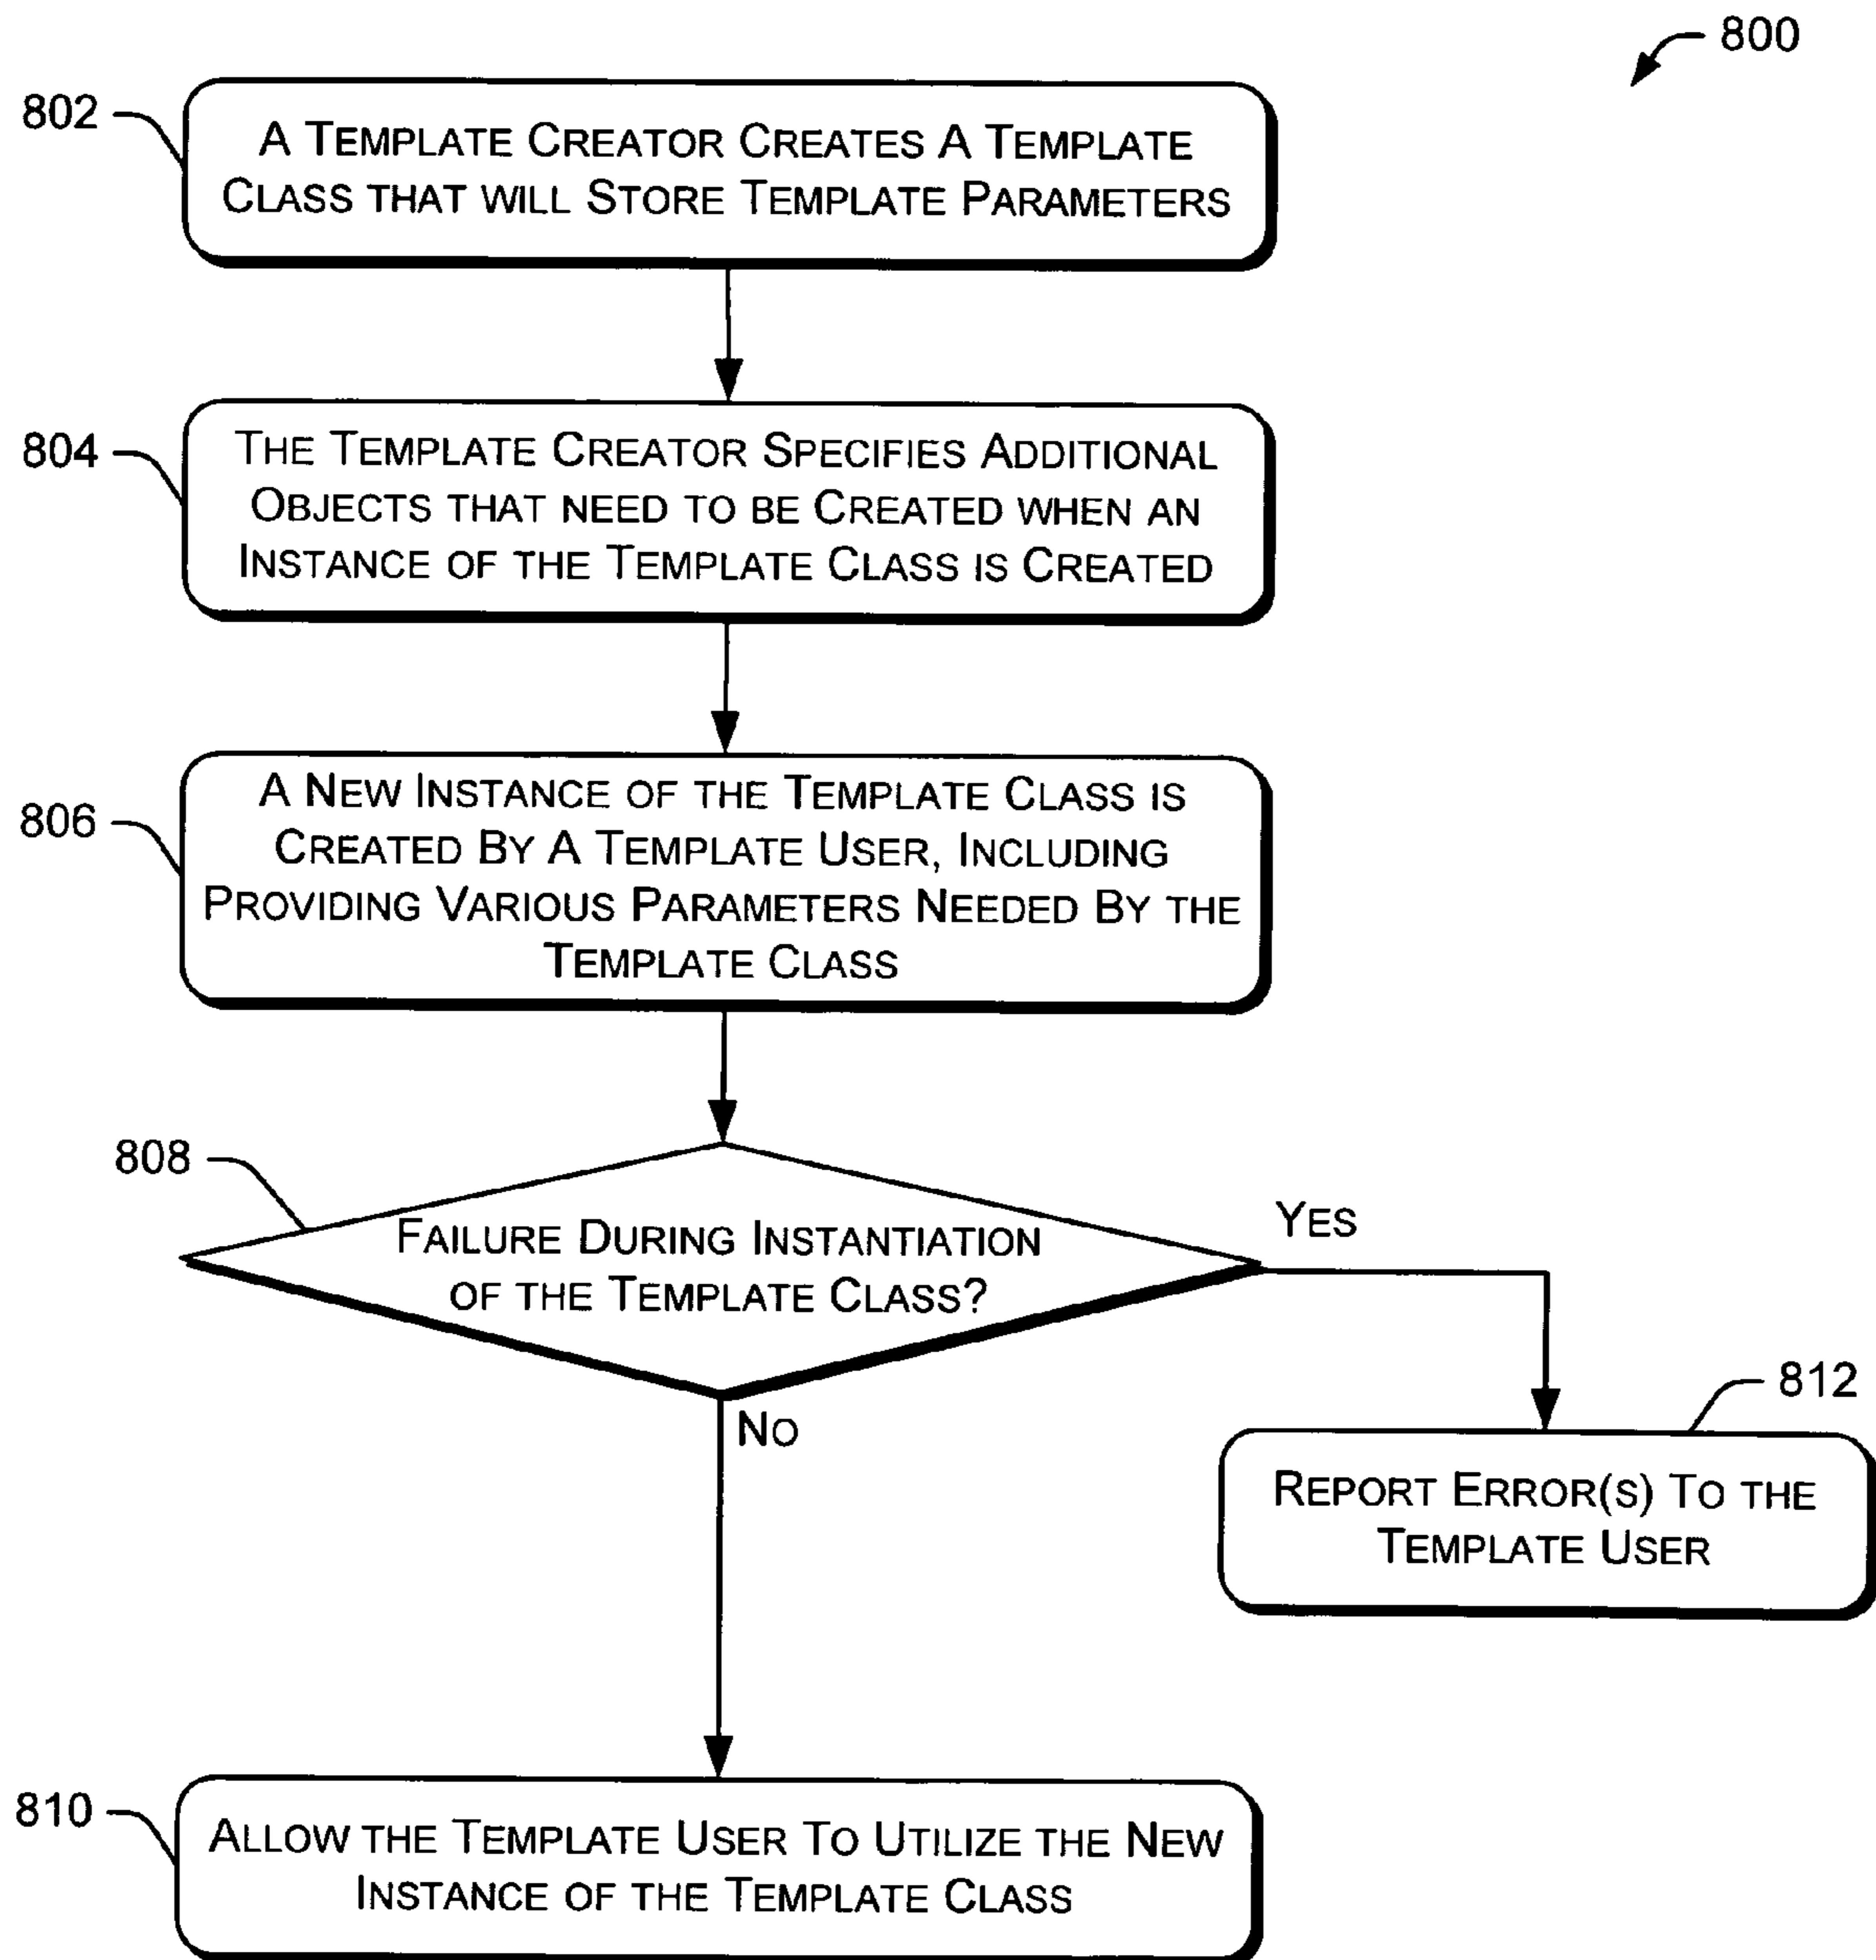 800
802
A TEMPLATE CREATOR CREATES A TEMPLATE
CLASS THAT WILL STORE TEMPLATE PARAMETERS
804
THE TEMPLATE CREATOR SPECIFIES ADDITIONAL
OBJECTS THAT NEED TO BE CREATED WHEN AN
INSTANCE OF THE TEMPLATE CLASS IS CREATED
806
A NEW INSTANCE OF THE TEMPLATE CLASS IS
CREATED BY A TEMPLATE USER, INCLUDING
PROVIDING VARIOUS PARAMETERS NEEDED BY THE
TEMPLATE CLASS
808
FAILURE DURING INSTANTIATION
OF THE TEMPLATE CLASS?
YES
NO
812
REPORT ERROR(S) TO THE
TEMPLATE USER
810
ALLOW THE TEMPLATE USER TO UTILIZE THE NEW
INSTANCE OF THE TEMPLATE CLASS